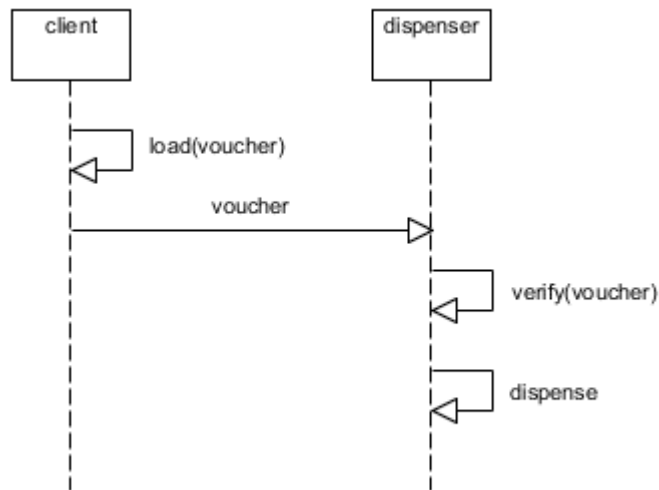 client
dispenser
load(voucher)
voucher
verify(voucher)
dispense